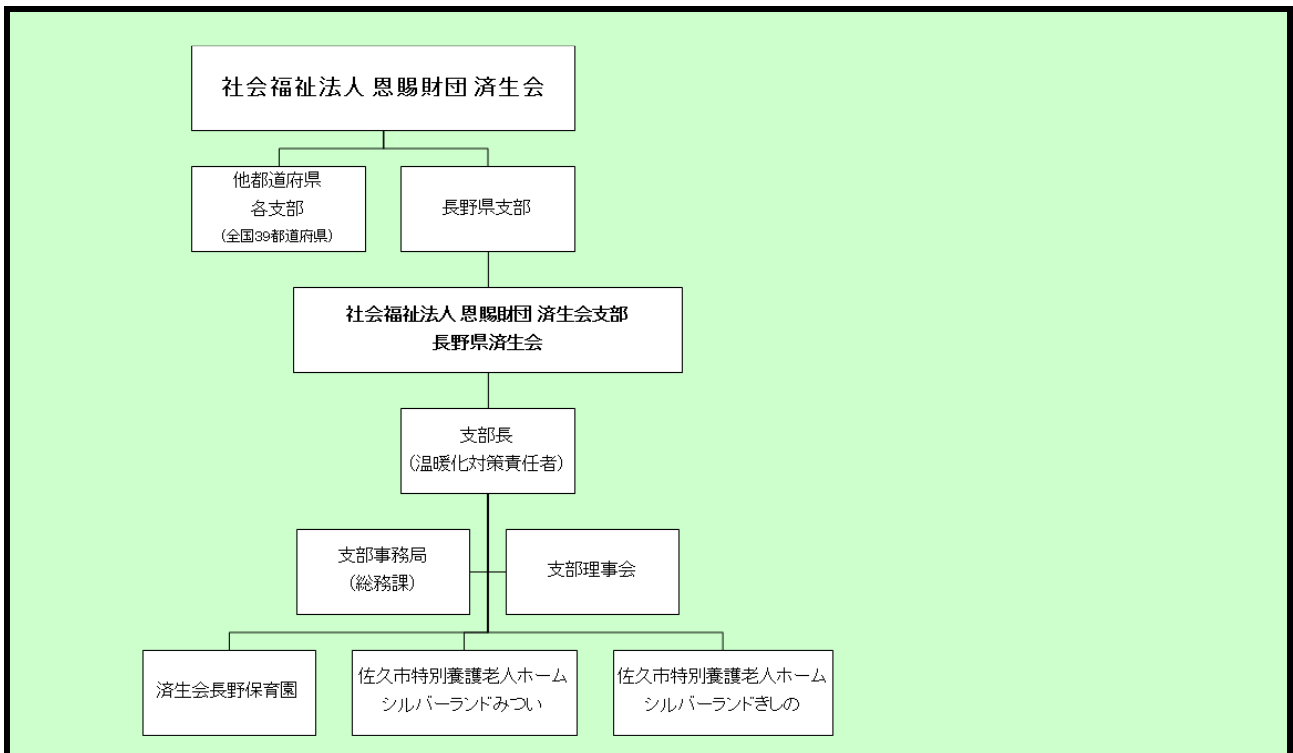 社会福祉法人 恩賜財団 済生会
他都道府県
各支部
(全国39都道府県)
長野県支部
社会福祉法人 恩賜財団 済生会支部
長野県済生会
支部長
(温暖化対策責任者)
支部事務局
(総務課)
支部理事会
済生会長野保育園
佐久市特別養護老人ホーム
シルバーランドみつい
佐久市特別養護老人ホーム
シルバーランドきしの